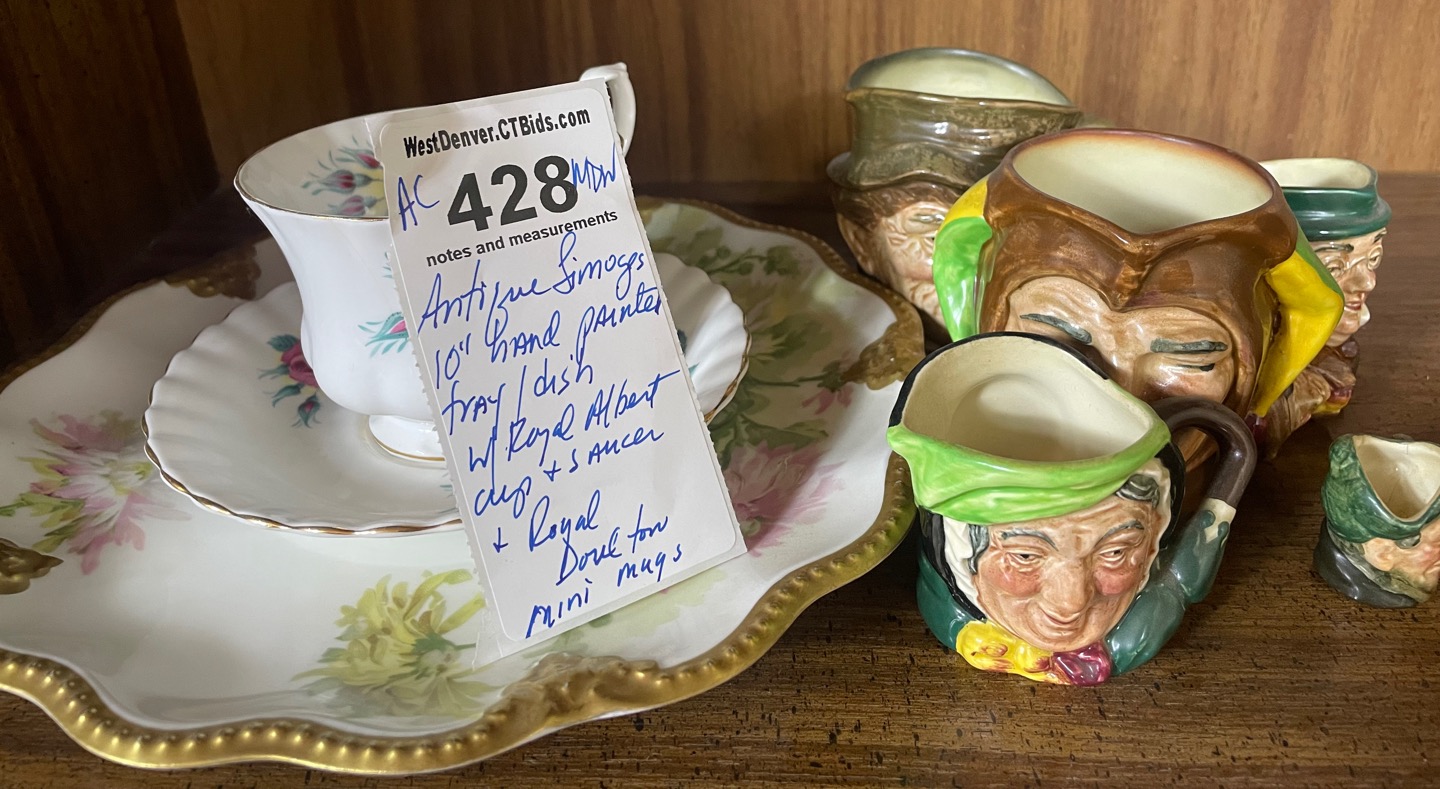 WestDenver.CTBids.com
AC 428 MDW
notes and measurements
Antique Limoges
10" hand painted
tray / dish
w/ Royal Albert
cup + saucer
+ Royal
Doulton
mini mugs